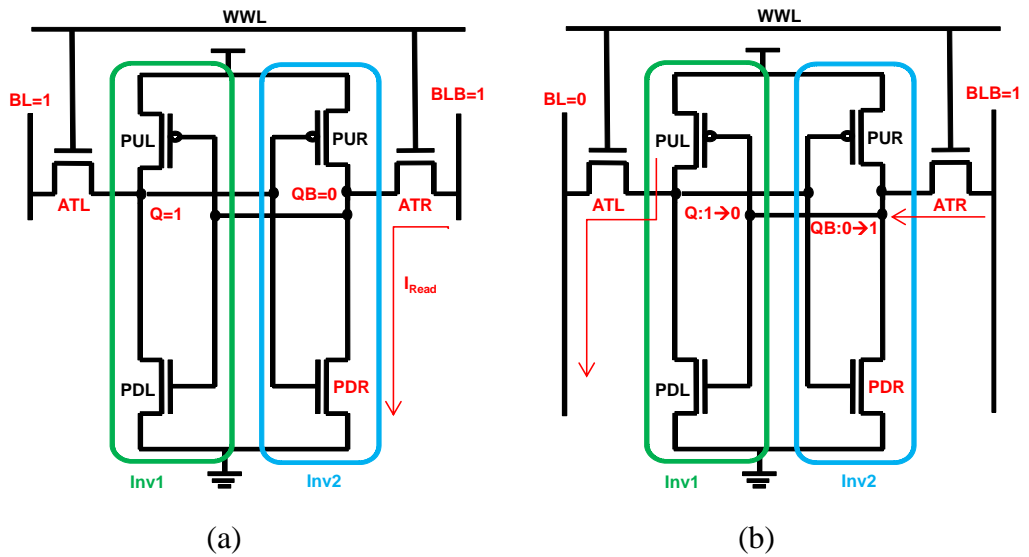 WWL
BL=1
BLB=1
PUL
PUR
QB=0
ATL
Q=1
ATR
I_Read
PDL
PDR
Inv1
Inv2
(a)
WWL
BL=0
BLB=1
PUL
PUR
ATL
Q:1→0
ATR
QB:0→1
PDL
PDR
Inv1
Inv2
(b)